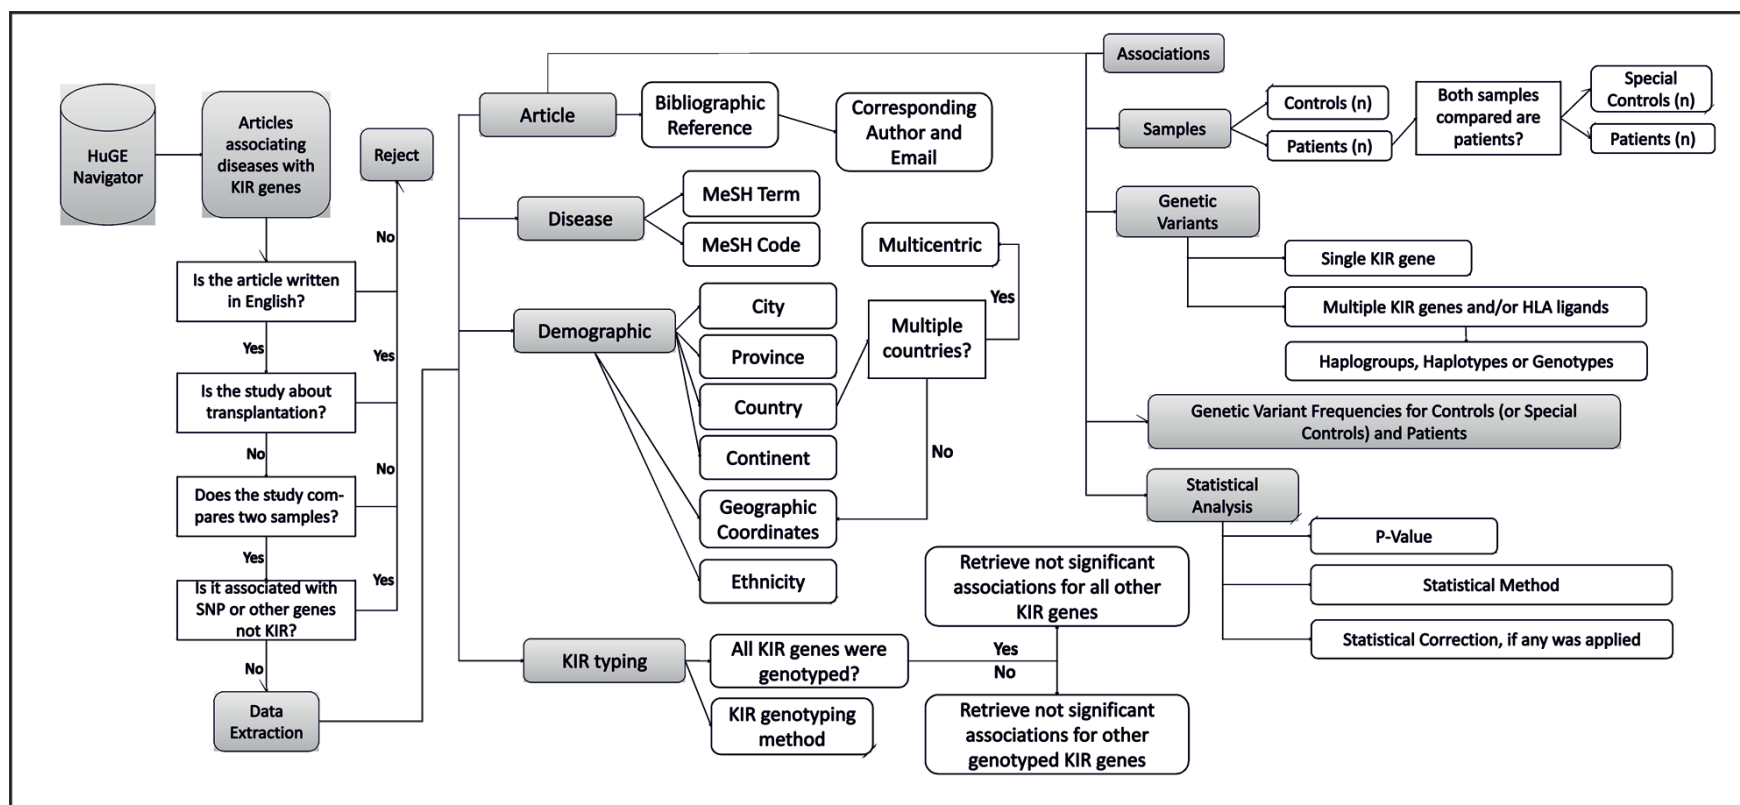 HuGE
Navigator
Articles
associating
diseases with
KIR genes
Reject
No
Is the article written
in English?
Yes
Yes
Is the study about
transplantation?
No
No
Does the study com-
pares two samples?
Yes
Yes
Is it associated with
SNP or other genes
not KIR?
No
Data
Extraction
Article
Bibliographic
Reference
Corresponding
Author and
Email
Disease
MeSH Term
MeSH Code
Demographic
City
Province
Country
Continent
Geographic
Coordinates
Ethnicity
Multiple
countries?
Yes
Multicentric
No
KIR typing
All KIR genes were
genotyped?
KIR genotyping
method
Yes
No
Retrieve not significant
associations for all other
KIR genes
Retrieve not significant
associations for other
genotyped KIR genes
Associations
Samples
Controls (n)
Patients (n)
Both samples
compared are
patients?
Special
Controls (n)
Patients (n)
Genetic
Variants
Single KIR gene
Multiple KIR genes and/or HLA ligands
Haplogroups, Haplotypes or Genotypes
Genetic Variant Frequencies for Controls (or Special
Controls) and Patients
Statistical
Analysis
P-Value
Statistical Method
Statistical Correction, if any was applied